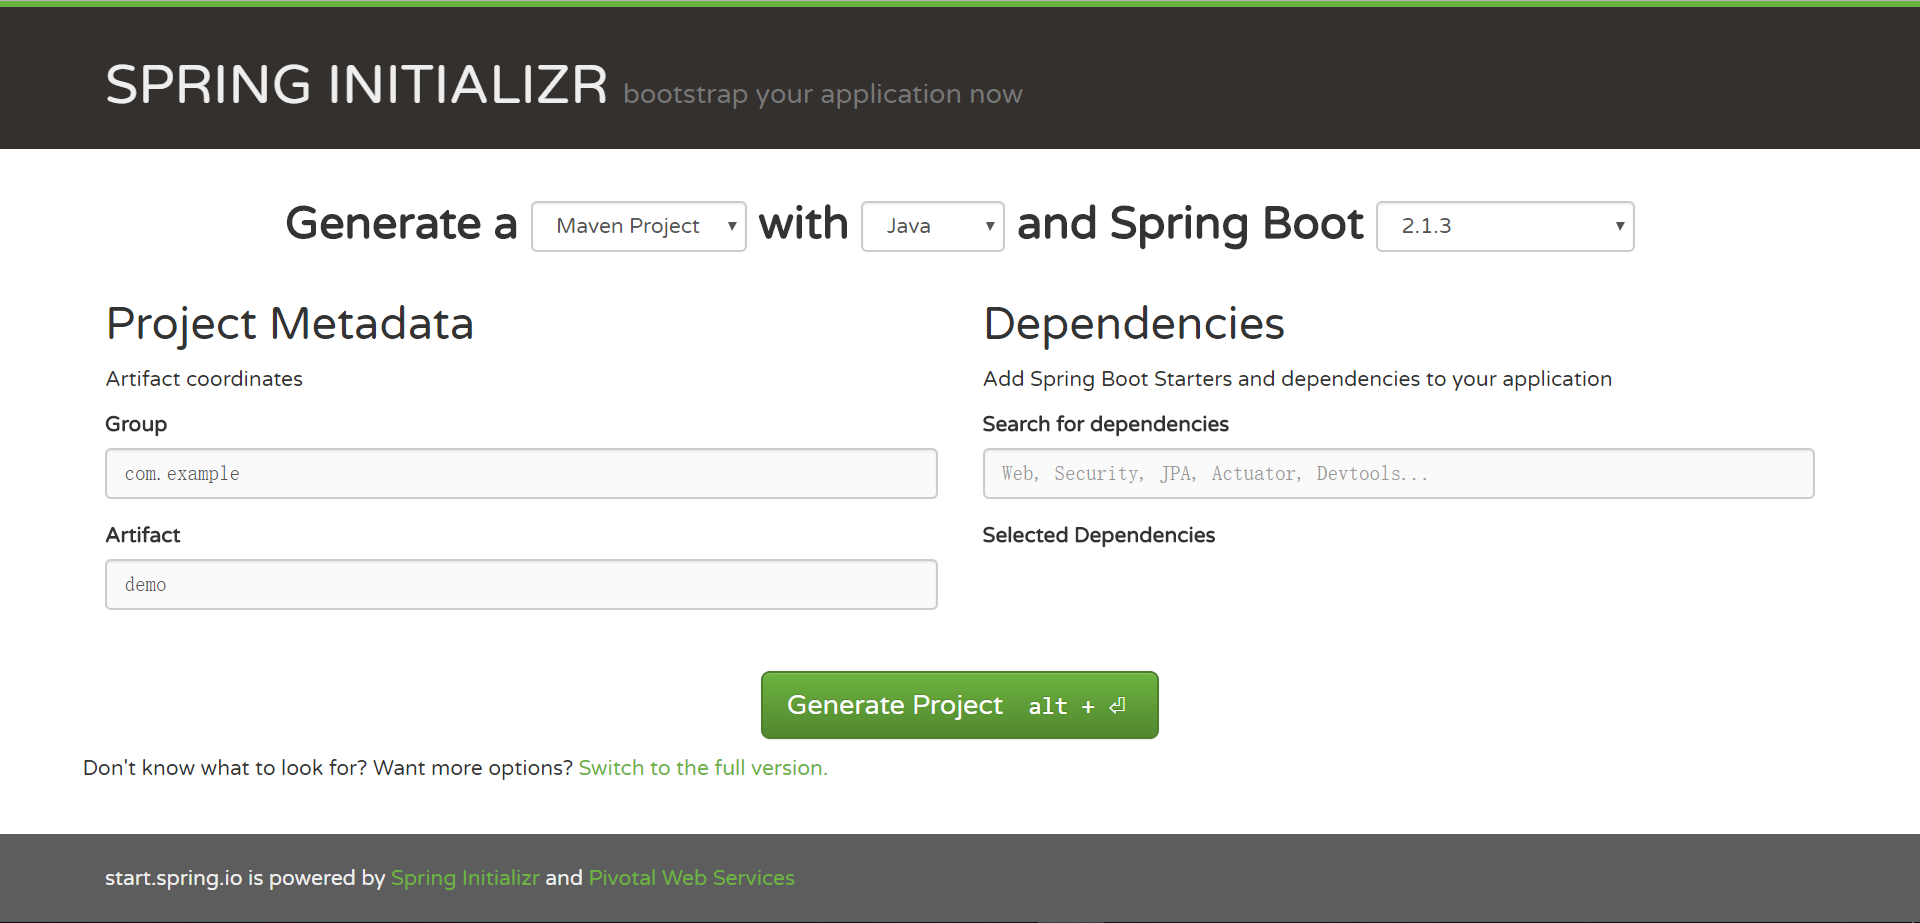 SPRING INITIALIZR bootstrap your application now
Generate a Maven Project with Java and Spring Boot 2.1.3
Project Metadata
Artifact coordinates
Group
com.example
Artifact
demo
Dependencies
Add Spring Boot Starters and dependencies to your application
Search for dependencies
Web, Security, JPA, Actuator, Devtools...
Selected Dependencies
Generate Project alt + ⏎
Don't know what to look for? Want more options? Switch to the full version.
start.spring.io is powered by Spring Initializr and Pivotal Web Services